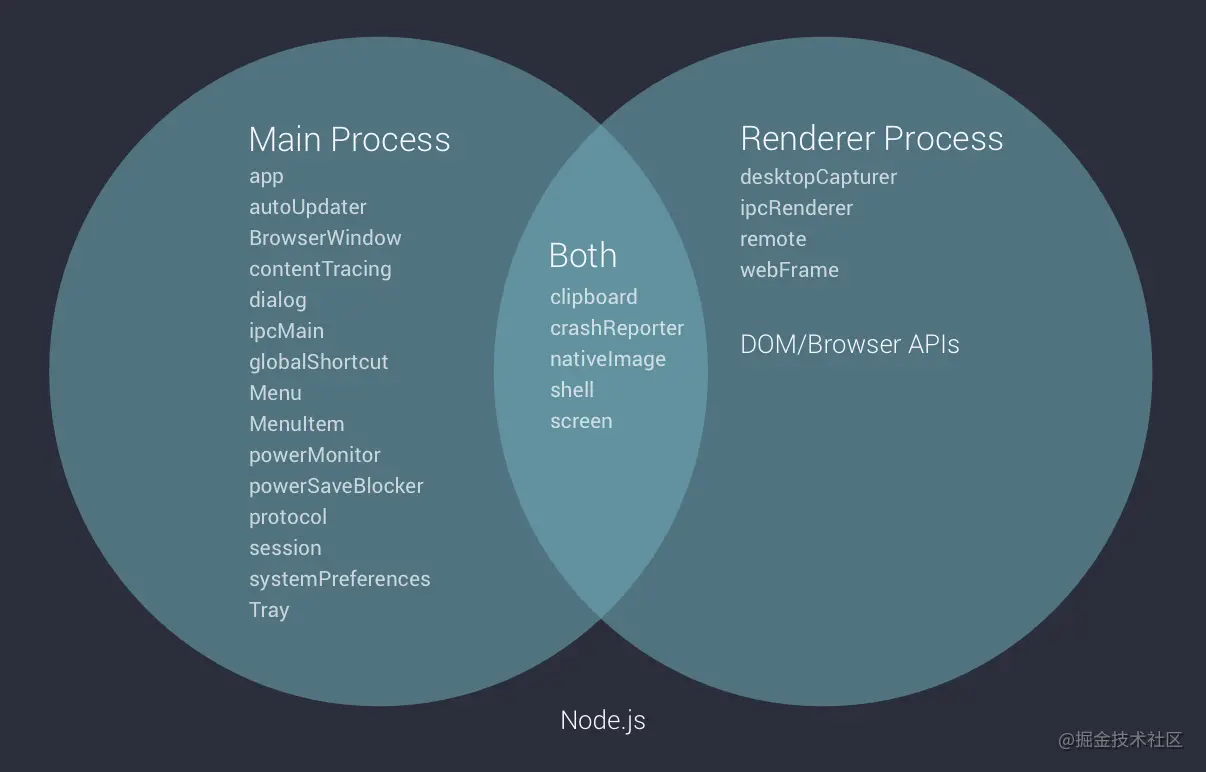 Main Process
app
autoUpdater
BrowserWindow
contentTracing
dialog
ipcMain
globalShortcut
Menu
MenuItem
powerMonitor
powerSaveBlocker
protocol
session
systemPreferences
Tray
Both
clipboard
crashReporter
nativeImage
shell
screen
Renderer Process
desktopCapturer
ipcRenderer
remote
webFrame
DOM/Browser APIs
Node.js
@掘金技术社区